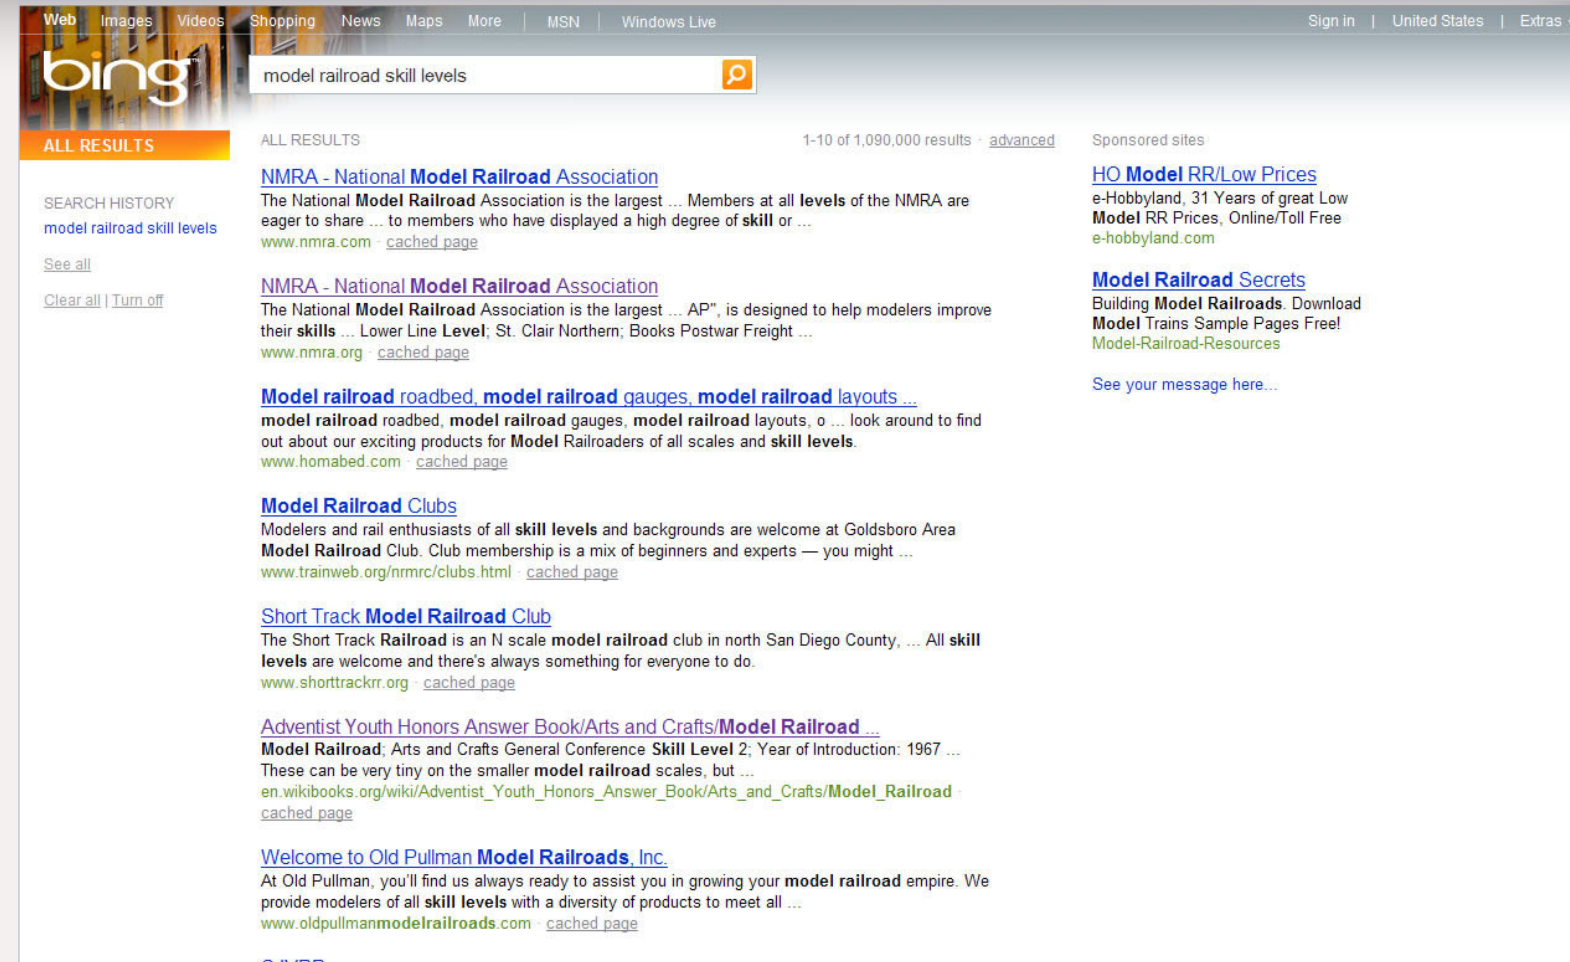 Web Images Videos Shopping News Maps More | MSN | Windows Live
Sign in | United States | Extras
bing™
model railroad skill levels
ALL RESULTS
SEARCH HISTORY
model railroad skill levels
See all
Clear all | Turn off
ALL RESULTS
1-10 of 1,090,000 results · advanced
NMRA - National Model Railroad Association
The National Model Railroad Association is the largest ... Members at all levels of the NMRA are
eager to share ... to members who have displayed a high degree of skill or ...
www.nmra.com · cached page
NMRA - National Model Railroad Association
The National Model Railroad Association is the largest ... AP", is designed to help modelers improve
their skills ... Lower Line Level; St. Clair Northern; Books Postwar Freight ...
www.nmra.org · cached page
Model railroad roadbed, model railroad gauges, model railroad layouts ...
model railroad roadbed, model railroad gauges, model railroad layouts, o ... look around to find
out about our exciting products for Model Railroaders of all scales and skill levels.
www.homabed.com · cached page
Model Railroad Clubs
Modelers and rail enthusiasts of all skill levels and backgrounds are welcome at Goldsboro Area
Model Railroad Club. Club membership is a mix of beginners and experts — you might ...
www.trainweb.org/nrmrc/clubs.html · cached page
Short Track Model Railroad Club
The Short Track Railroad is an N scale model railroad club in north San Diego County, ... All skill
levels are welcome and there's always something for everyone to do.
www.shorttrackrr.org · cached page
Adventist Youth Honors Answer Book/Arts and Crafts/Model Railroad ...
Model Railroad; Arts and Crafts General Conference Skill Level 2; Year of Introduction: 1967 ...
These can be very tiny on the smaller model railroad scales, but ...
en.wikibooks.org/wiki/Adventist_Youth_Honors_Answer_Book/Arts_and_Crafts/Model_Railroad ·
cached page
Welcome to Old Pullman Model Railroads, Inc.
At Old Pullman, you'll find us always ready to assist you in growing your model railroad empire. We
provide modelers of all skill levels with a diversity of products to meet all ...
www.oldpullmanmodelrailroads.com · cached page
Sponsored sites
HO Model RR/Low Prices
e-Hobbyland, 31 Years of great Low
Model RR Prices, Online/Toll Free
e-hobbyland.com
Model Railroad Secrets
Building Model Railroads. Download
Model Trains Sample Pages Free!
Model-Railroad-Resources
See your message here...